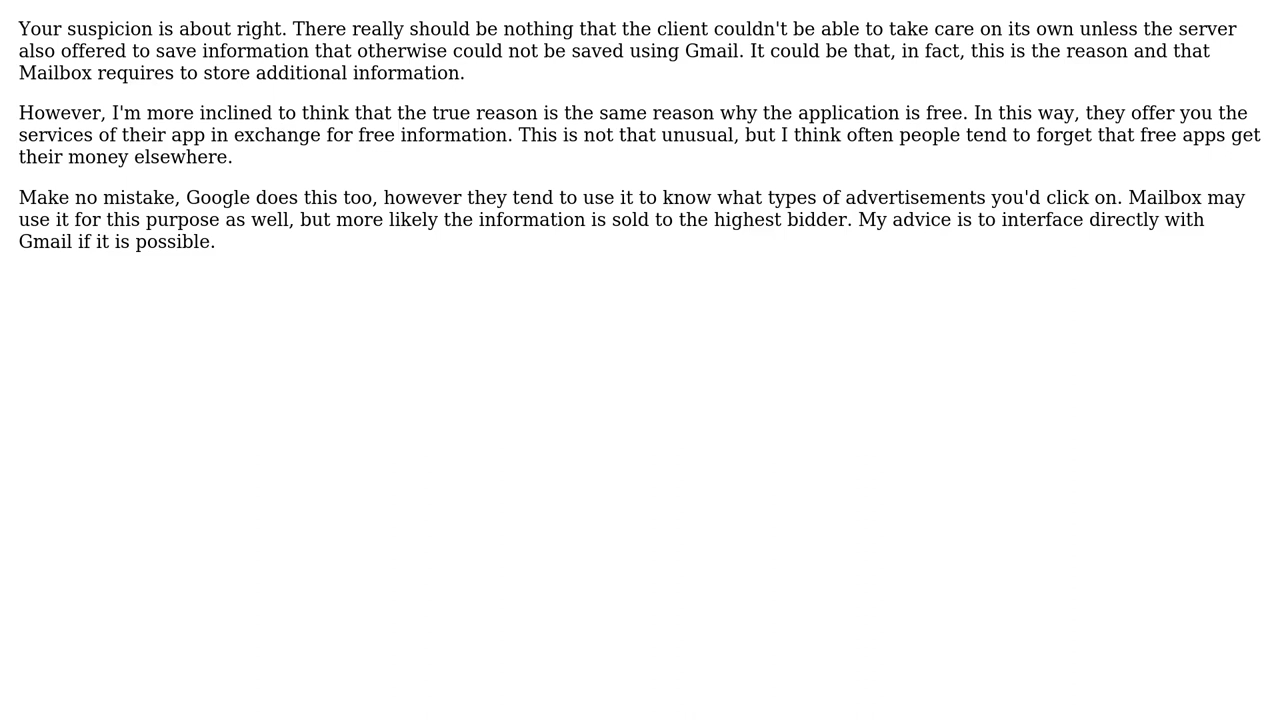 Your suspicion is about right. There really should be nothing that the client couldn't be able to take care on its own unless the server
also offered to save information that otherwise could not be saved using Gmail. It could be that, in fact, this is the reason and that
Mailbox requires to store additional information.
However, I'm more inclined to think that the true reason is the same reason why the application is free. In this way, they offer you the
services of their app in exchange for free information. This is not that unusual, but I think often people tend to forget that free apps get
their money elsewhere.
Make no mistake, Google does this too, however they tend to use it to know what types of advertisements you'd click on. Mailbox may
use it for this purpose as well, but more likely the information is sold to the highest bidder. My advice is to interface directly with
Gmail if it is possible.